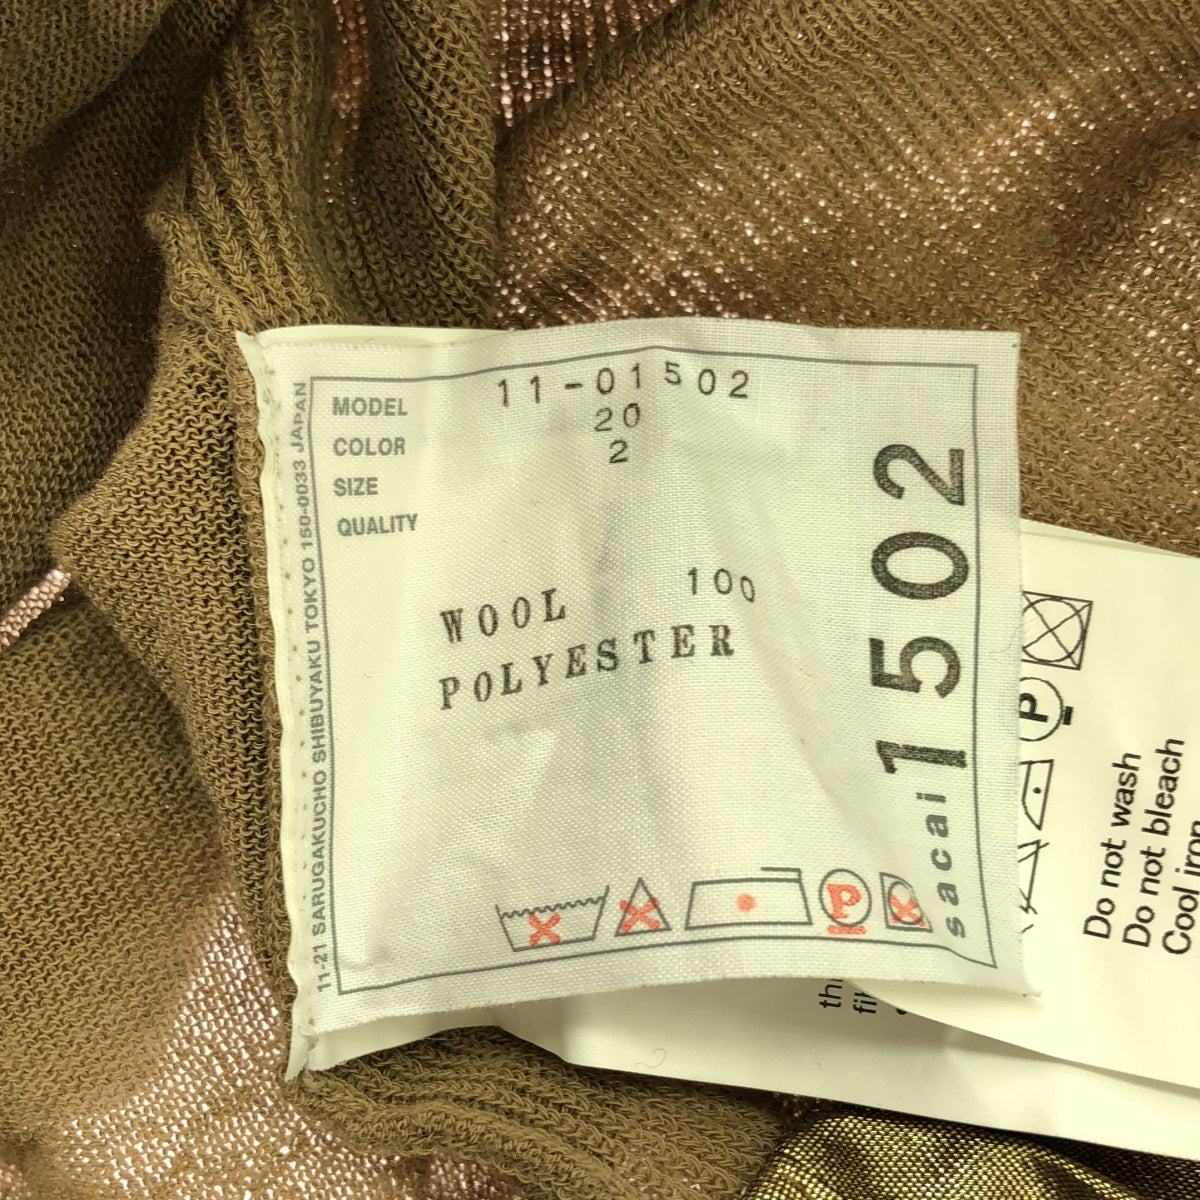 MODEL 11-01502
COLOR 20
SIZE 2
QUALITY
WOOL 100
POLYESTER
11-21 SARUGAKUCHO SHIBUYAKU TOKYO 150-0033 JAPAN
sacai 1502
P
P
Do not wash
Do not bleach
Cool iron